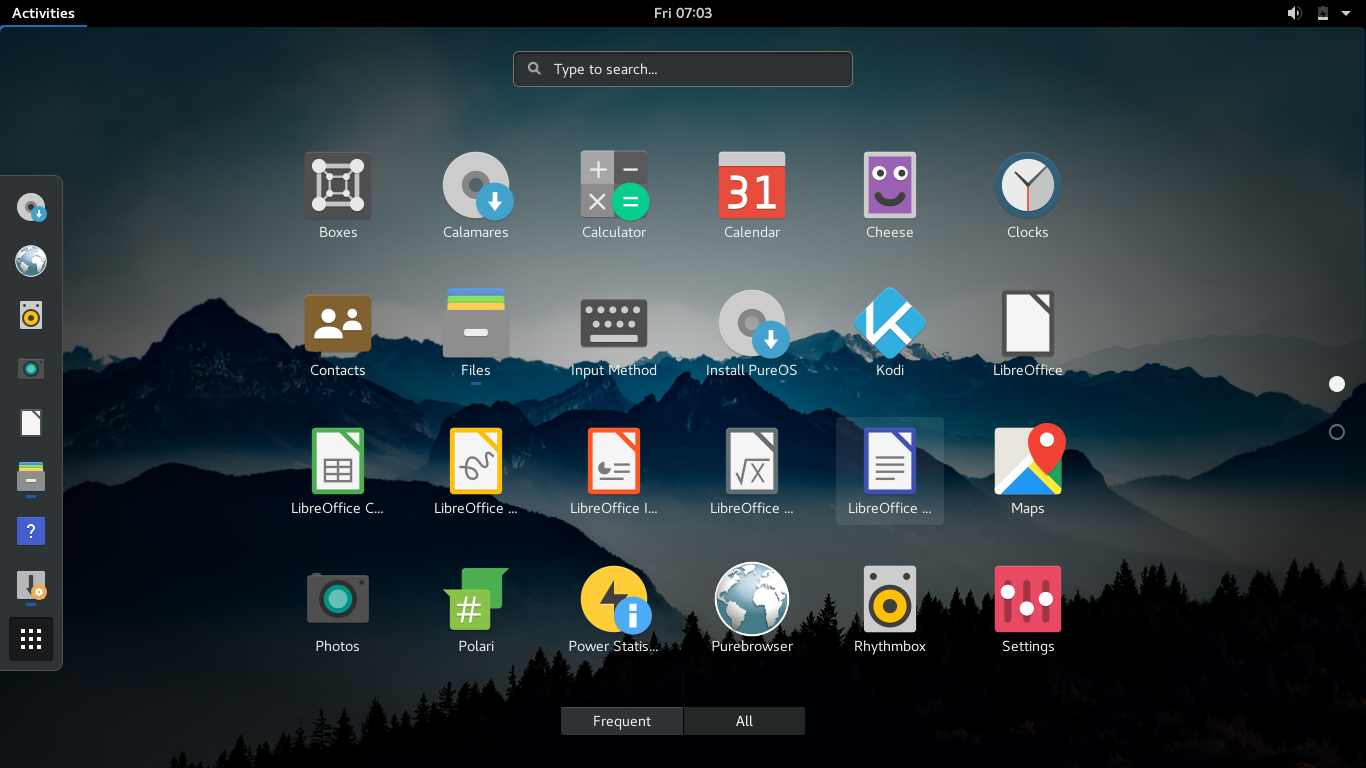 Activities
Fri 07:03
Type to search...
31
Boxes
Calamares
Calculator
Calendar
Cheese
Clocks
Contacts
Files
Input Method
Install PureOS
Kodi
LibreOffice
LibreOffice C...
LibreOffice ...
LibreOffice I...
LibreOffice ...
LibreOffice ...
Maps
?
#
Photos
Polari
Power Statis...
Purebrowser
Rhythmbox
Settings
Frequent
All